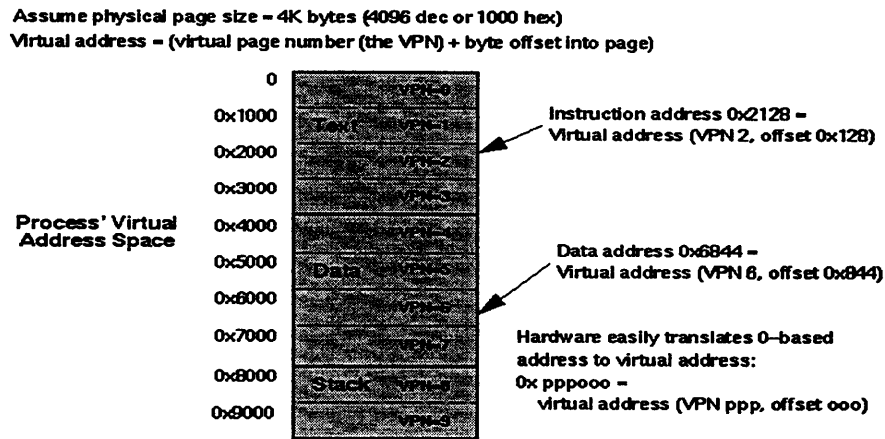 Assume physical page size = 4K bytes (4096 dec or 1000 hex)
Virtual address = (virtual page number (the VPN) + byte offset into page)
0
VPN=0
0x1000
Text
VPN=1
Instruction address 0x2128 =
Virtual address (VPN 2, offset 0x128)
0x2000
VPN=2
0x3000
VPN=3
Process' Virtual
Address Space
0x4000
0x5000
Data
VPN=5
Data address 0x6844 =
Virtual address (VPN 6, offset 0x844)
0x6000
VPN=6
0x7000
VPN=7
Hardware easily translates 0-based
address to virtual address:
0x pppooo =
virtual address (VPN ppp, offset ooo)
0x8000
Stack
VPN=8
0x9000
VPN=9